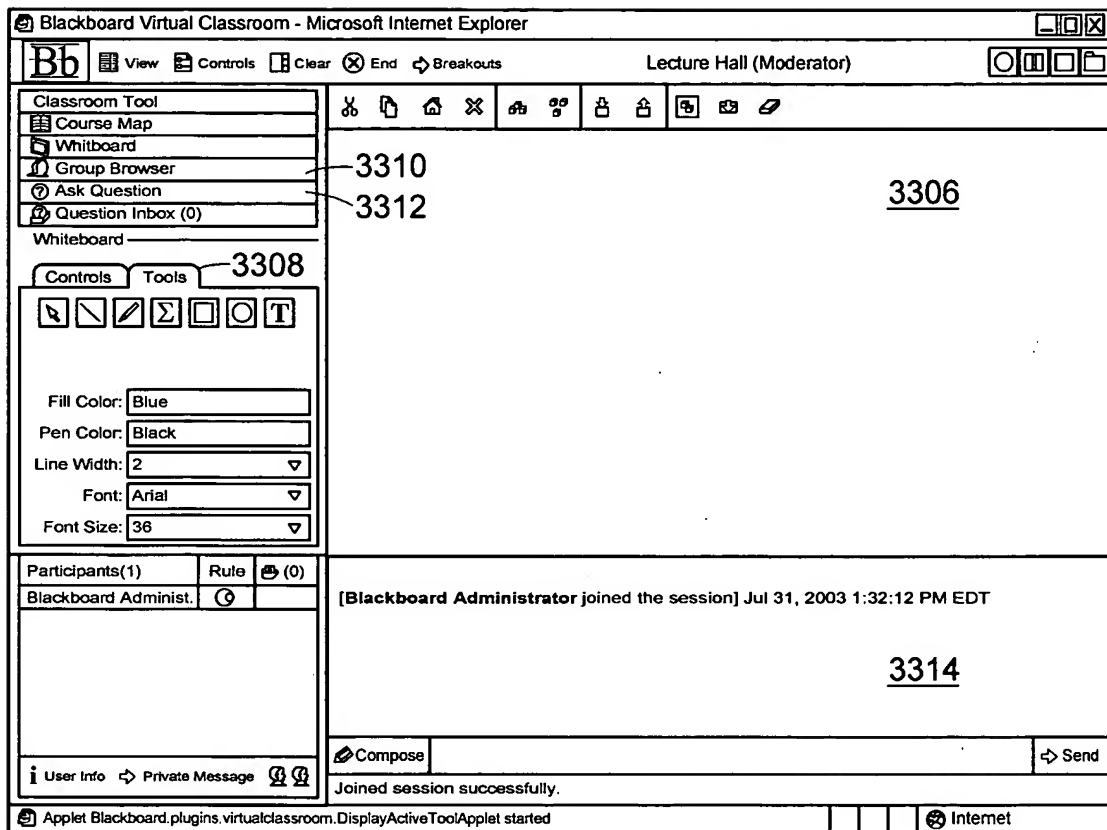 Blackboard Virtual Classroom - Microsoft Internet Explorer
Bb View Controls Clear End Breakouts Lecture Hall (Moderator)
Classroom Tool
Course Map
Whitboard
Group Browser
3310
Ask Question
3312
Question Inbox (0)
3306
Whiteboard
Controls Tools
3308
Σ T
Fill Color: Blue
Pen Color: Black
Line Width: 2
Font: Arial
Font Size: 36
Participants(1) Rule (0)
Blackboard Administ.
[Blackboard Administrator joined the session] Jul 31, 2003 1:32:12 PM EDT
3314
Compose Send
i User Info Private Message
Joined session successfully.
Applet Blackboard.plugins.virtualclassroom.DisplayActiveToolApplet started Internet